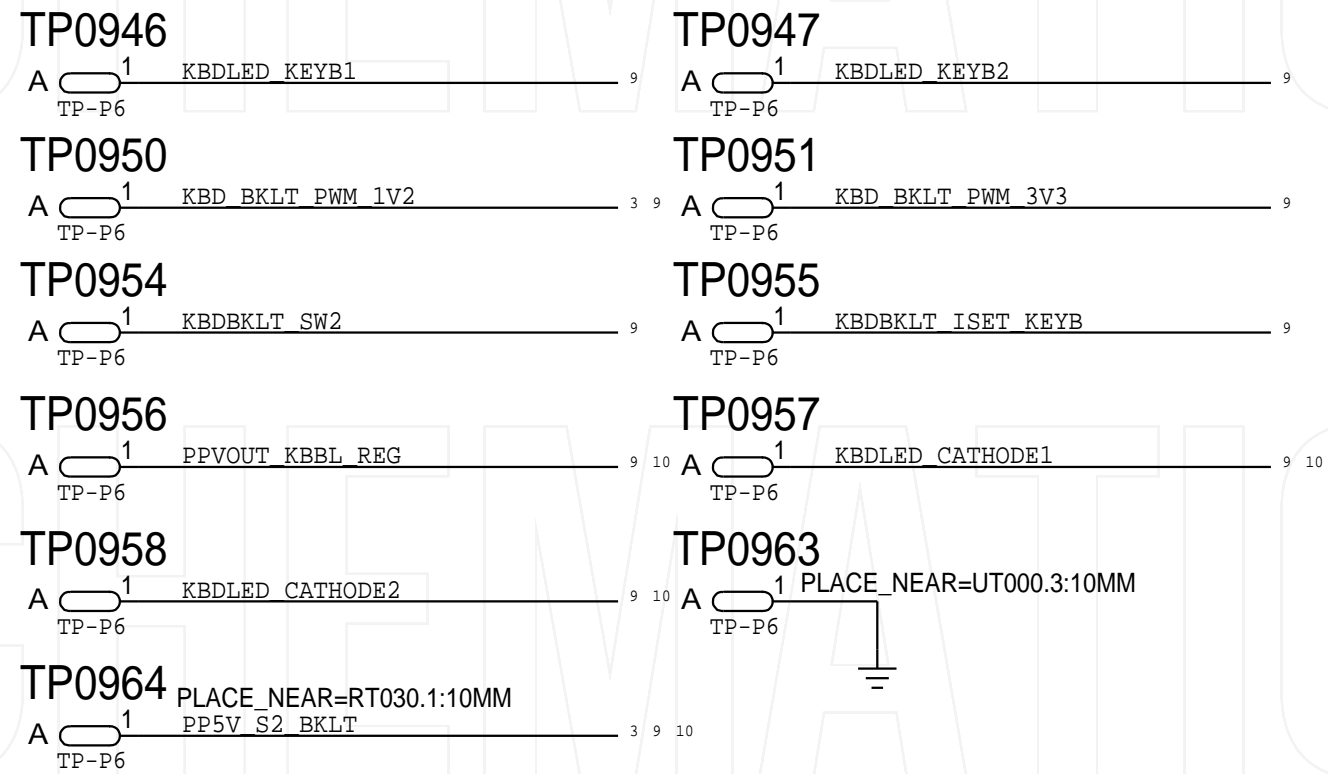 TP0946
TP0947
A 1 KBDLED_KEYB1 9
A 1 KBDLED_KEYB2 9
TP-P6
TP-P6
TP0950
TP0951
A 1 KBD_BKLT_PWM_1V2 3 9
A 1 KBD_BKLT_PWM_3V3 9
TP-P6
TP-P6
TP0954
TP0955
A 1 KBDBKLT_SW2 9
A 1 KBDBKLT_ISET_KEYB 9
TP-P6
TP-P6
TP0956
TP0957
A 1 PPVOUT_KBBL_REG 9 10
A 1 KBDLED_CATHODE1 9 10
TP-P6
TP-P6
TP0958
TP0963
A 1 KBDLED_CATHODE2 9 10
A 1 PLACE_NEAR=UT000.3:10MM
TP-P6
TP-P6
TP0964 PLACE_NEAR=RT030.1:10MM
A 1 PP5V_S2_BKLT 3 9 10
TP-P6